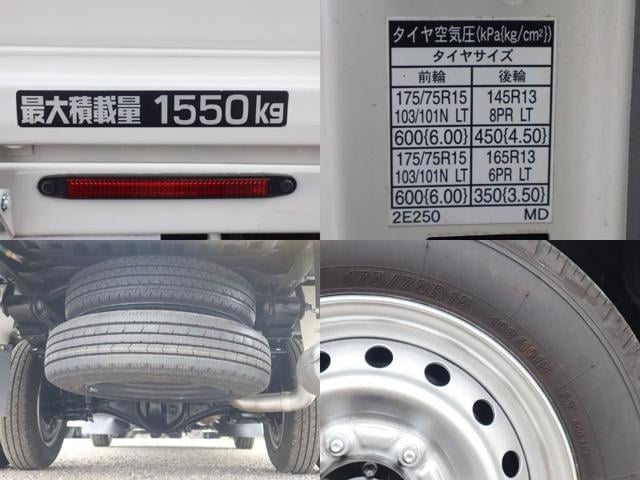 最大積載量 1550kg
タイヤ空気圧(kPa{kg/cm²})
タイヤサイズ
前輪 後輪
175/75R15 145R13
103/101N LT 8PR LT
600{6.00} 450{4.50}
175/75R15 165R13
103/101N LT 6PR LT
600{6.00} 350{3.50}
2E250 MD
175/75R15 103/101N LT